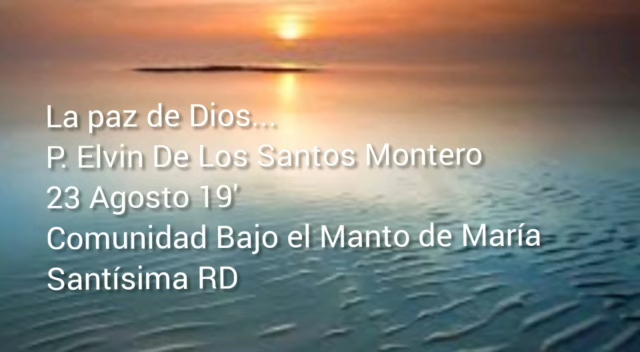 La paz de Dios...
P. Elvin De Los Santos Montero
23 Agosto 19'
Comunidad Bajo el Manto de María
Santísima RD